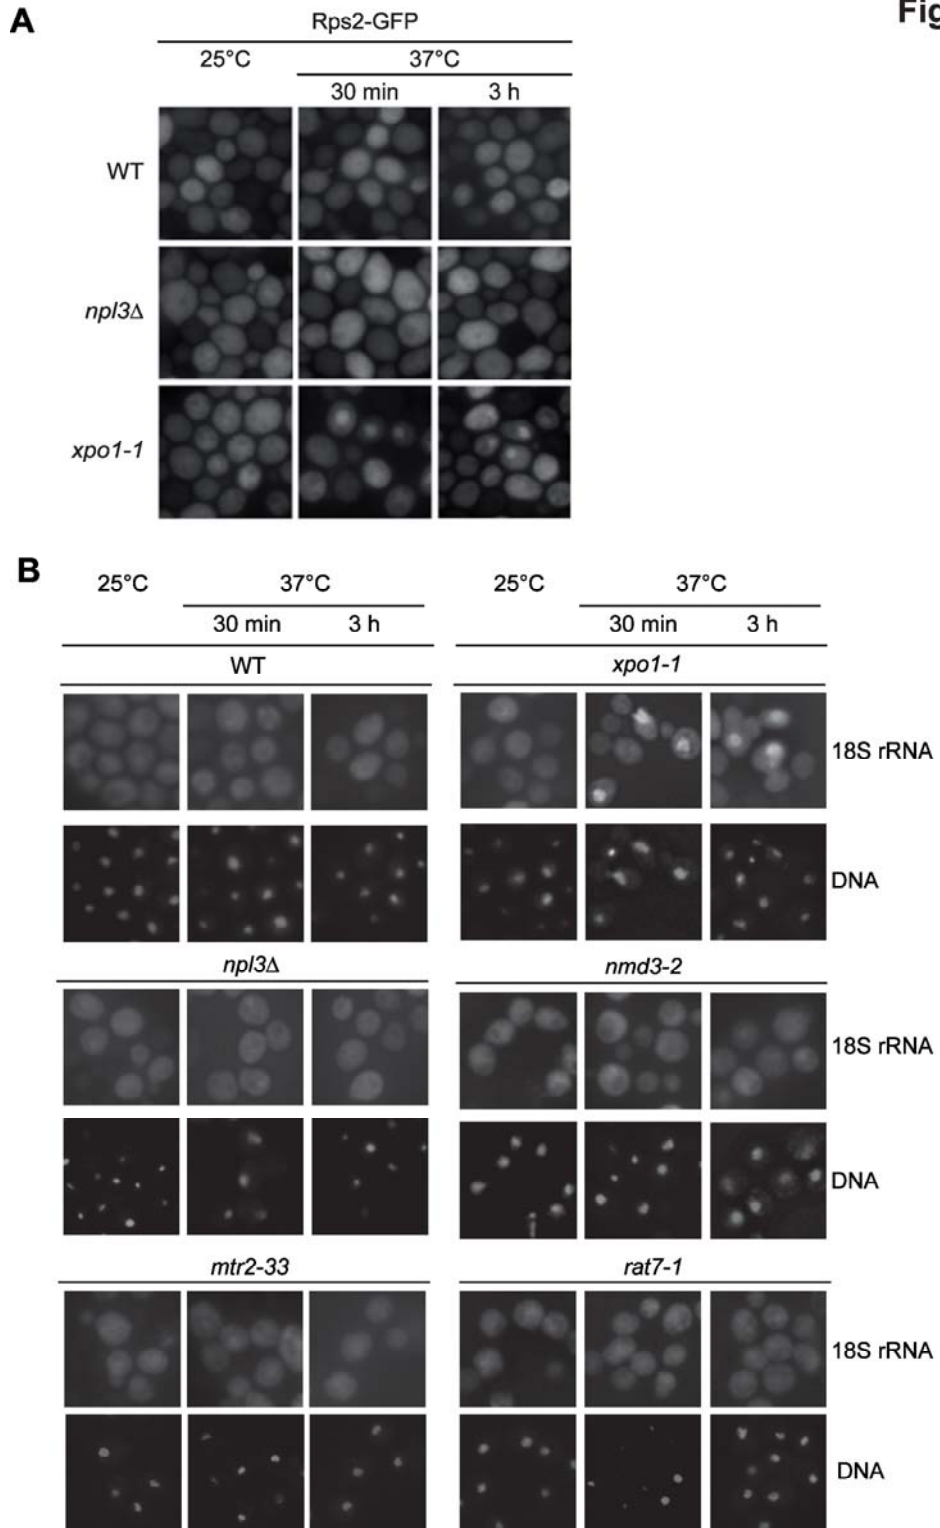 A
Fig
Rps2-GFP
25°C 37°C
30 min 3 h
WT
npl3Δ
xpo1-1
B
25°C 37°C 25°C 37°C
30 min 3 h 30 min 3 h
WT xpo1-1
18S rRNA
DNA
npl3Δ nmd3-2
18S rRNA
DNA
mtr2-33 rat7-1
18S rRNA
DNA